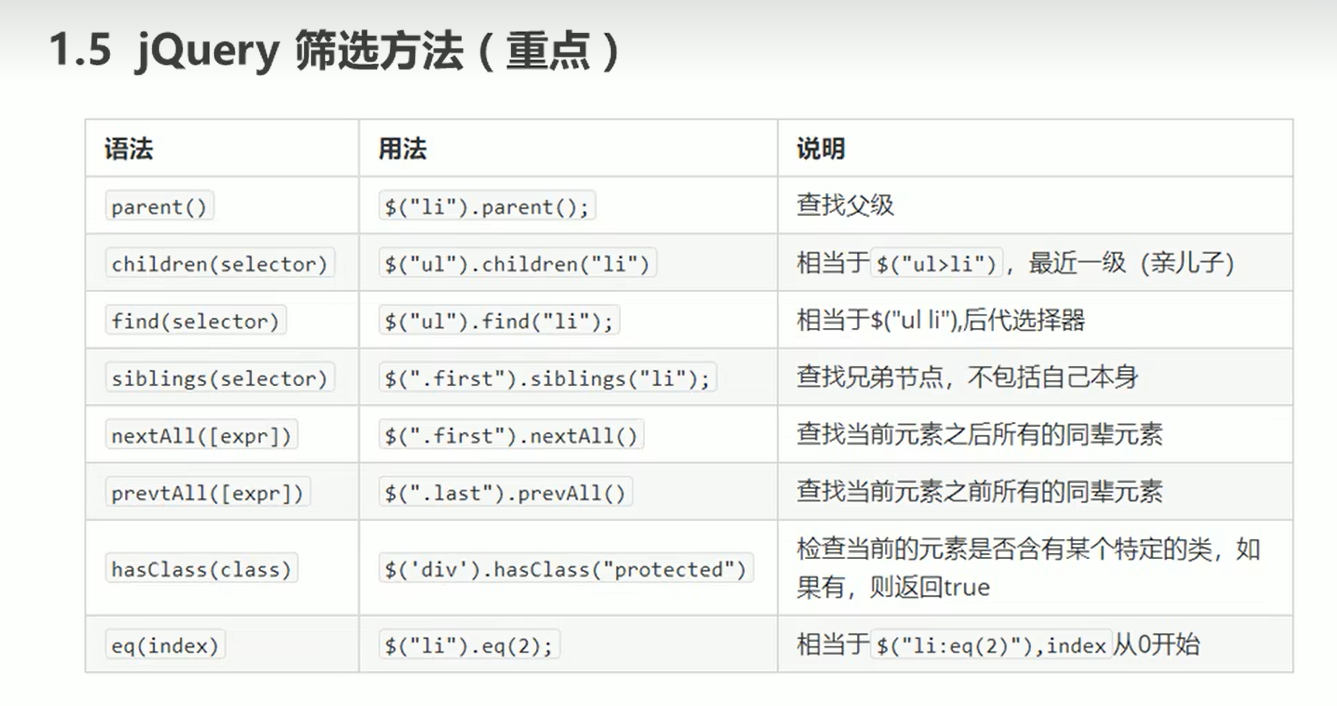 1.5 jQuery 筛选方法（重点）
语法 用法 说明
parent() $("li").parent(); 查找父级
children(selector) $("ul").children("li") 相当于$("ul>li")，最近一级（亲儿子）
find(selector) $("ul").find("li"); 相当于$("ul li"),后代选择器
siblings(selector) $(".first").siblings("li"); 查找兄弟节点，不包括自己本身
nextAll([expr]) $(".first").nextAll() 查找当前元素之后所有的同辈元素
prevtAll([expr]) $(".last").prevAll() 查找当前元素之前所有的同辈元素
hasClass(class) $('div').hasClass("protected") 检查当前的元素是否含有某个特定的类，如
果有，则返回true
eq(index) $("li").eq(2); 相当于$("li:eq(2)"),index从0开始